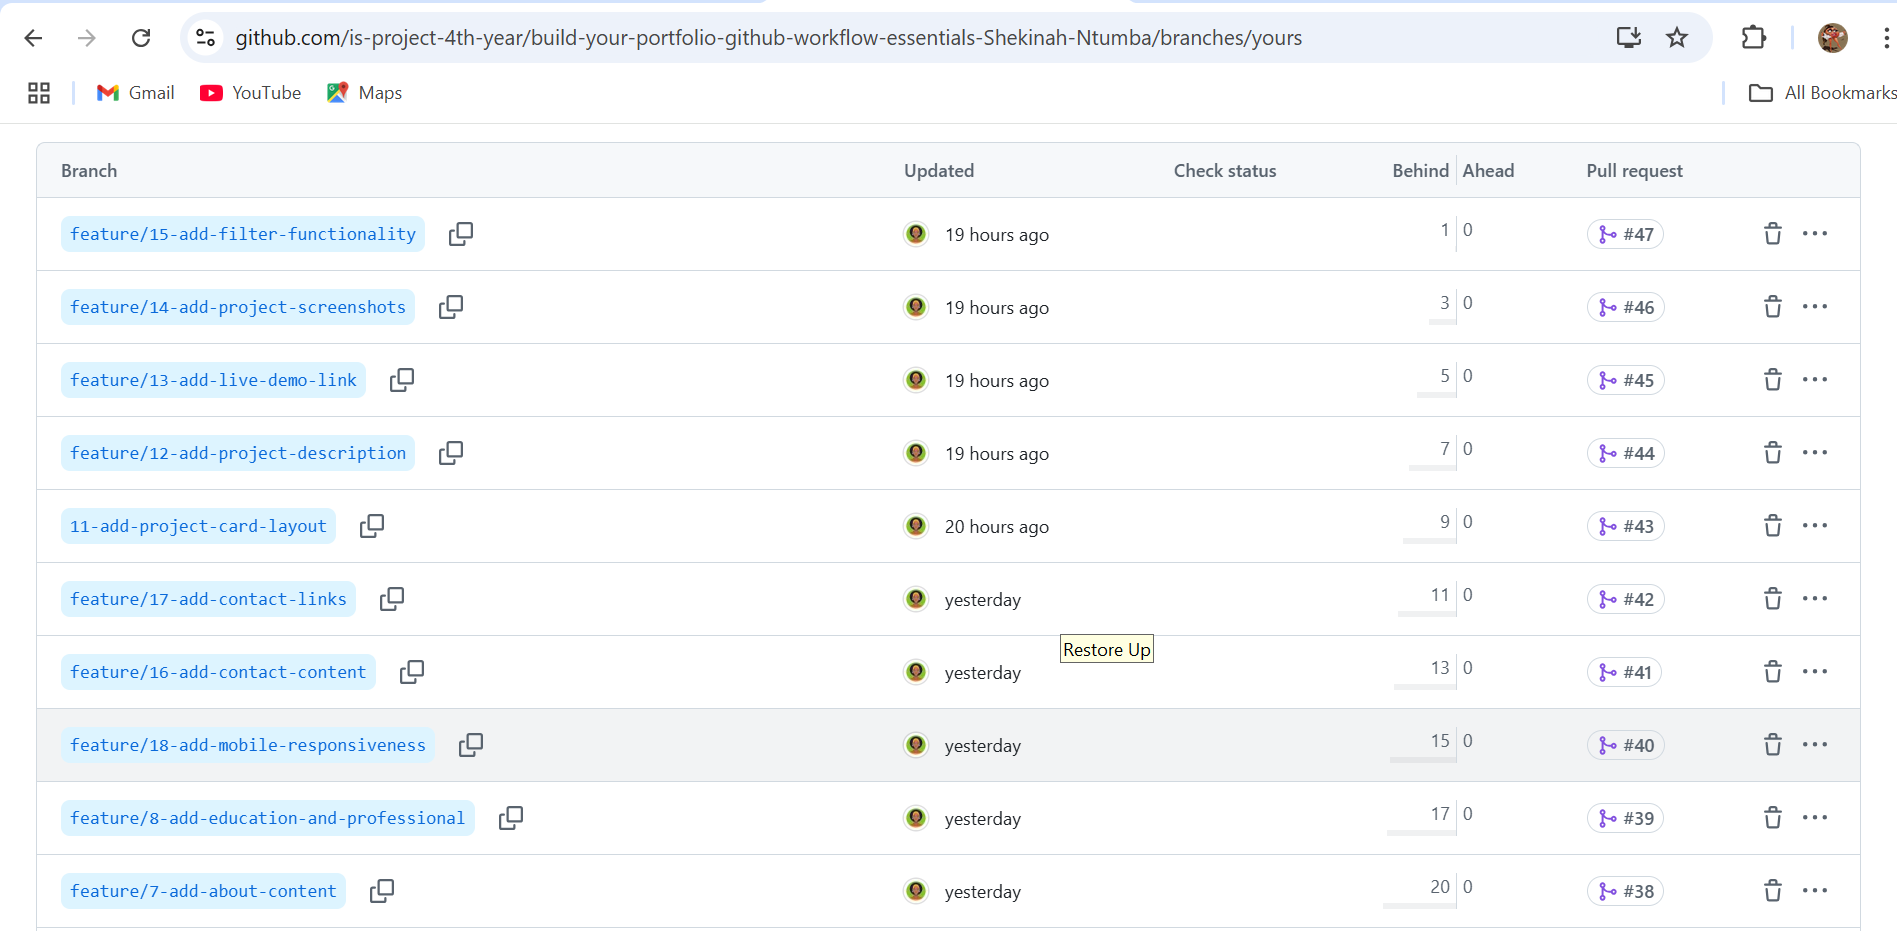 github.com/is-project-4th-year/build-your-portfolio-github-workflow-essentials-Shekinah-Ntumba/branches/yours
Gmail YouTube Maps All Bookmarks
Branch Updated Check status Behind Ahead Pull request
feature/15-add-filter-functionality 19 hours ago 1 0 #47
feature/14-add-project-screenshots 19 hours ago 3 0 #46
feature/13-add-live-demo-link 19 hours ago 5 0 #45
feature/12-add-project-description 19 hours ago 7 0 #44
11-add-project-card-layout 20 hours ago 9 0 #43
feature/17-add-contact-links yesterday 11 0 #42
Restore Up
feature/16-add-contact-content yesterday 13 0 #41
feature/18-add-mobile-responsiveness yesterday 15 0 #40
feature/8-add-education-and-professional yesterday 17 0 #39
feature/7-add-about-content yesterday 20 0 #38